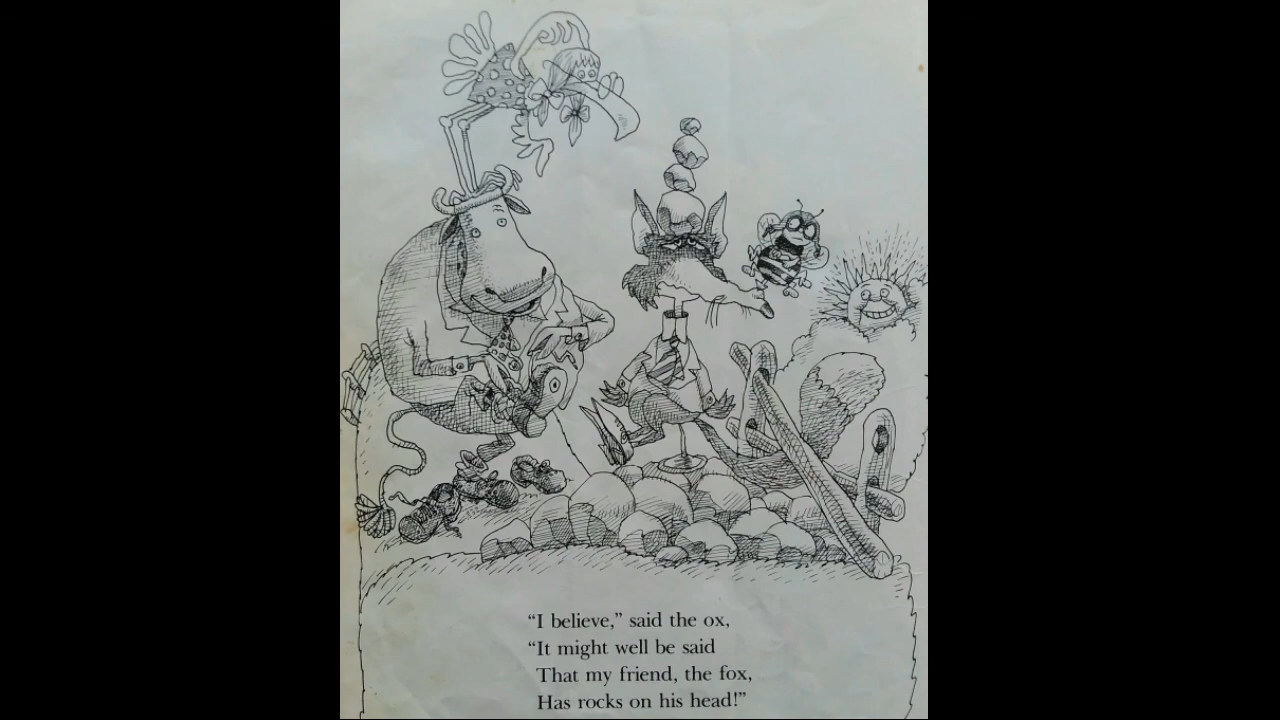 “I believe,” said the ox,
“It might well be said
That my friend, the fox,
Has rocks on his head!”